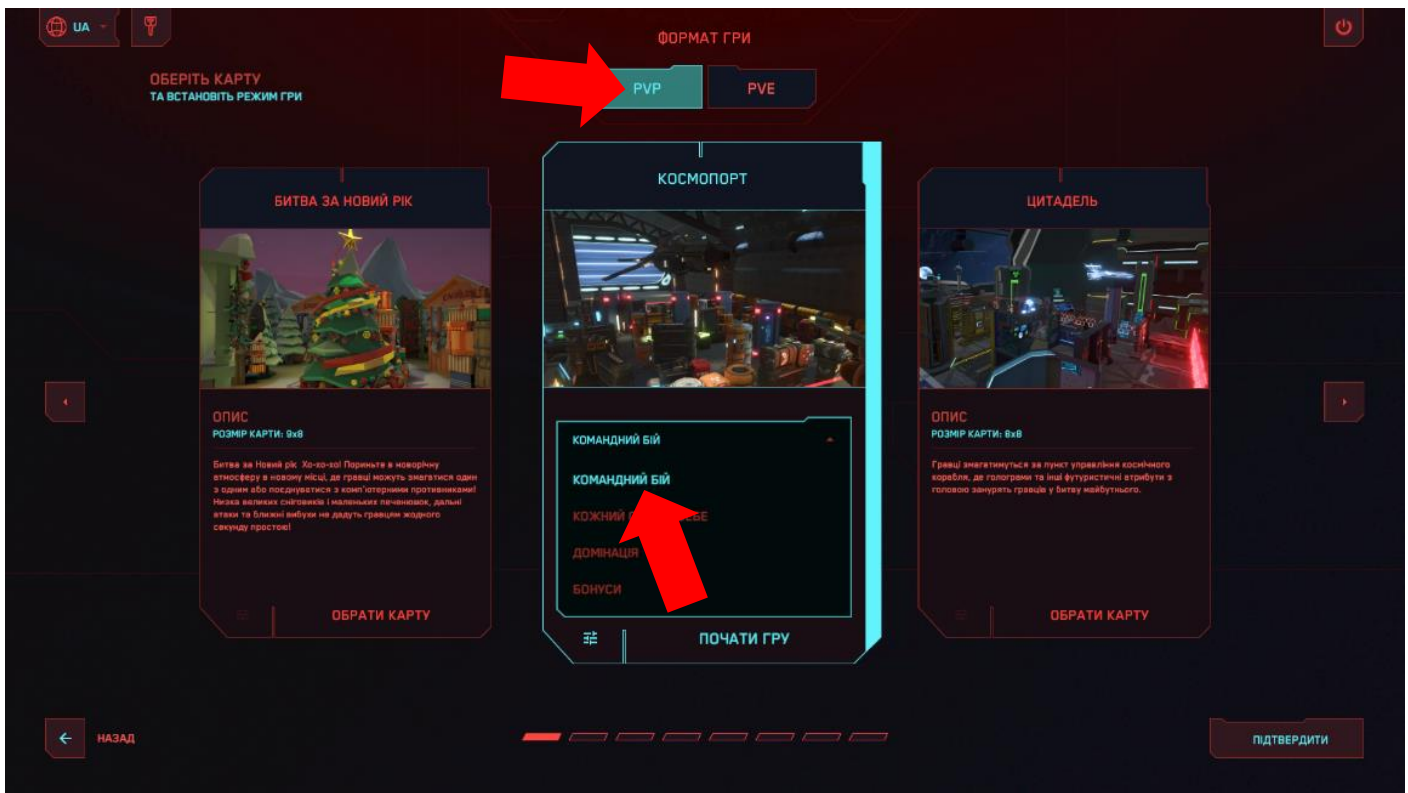 UA
ФОРМАТ ГРИ
ОБЕРІТЬ КАРТУ
ТА ВСТАНОВІТЬ РЕЖИМ ГРИ
PVP
PVE
БИТВА ЗА НОВИЙ РІК
ОПИС
РОЗМІР КАРТИ: 9x8
Битва за Новий рік Хо-хо-хо! Пориньте в новорічну
атмосферу в новому місці, де гравці можуть змагатися один
з одним або поєднуватися з комп'ютерними противниками!
Низка великих сніговиків і маленьких печенюшок, дальні
атаки та ближні вибухи не дадуть гравцям жодного
секунду простою!
ОБРАТИ КАРТУ
КОСМОПОРТ
КОМАНДНИЙ БІЙ
КОМАНДНИЙ БІЙ
КОЖНИЙ
ДОМІНАЦІЯ
БОНУСИ
ПОЧАТИ ГРУ
ЦИТАДЕЛЬ
ОПИС
РОЗМІР КАРТИ: 8x8
Гравці змагатимуться за пункт управління космічного
корабля, де голограми та інші футуристичні атрибути з
головою занурять гравців у битву майбутнього.
ОБРАТИ КАРТУ
НАЗАД
ПІДТВЕРДИТИ